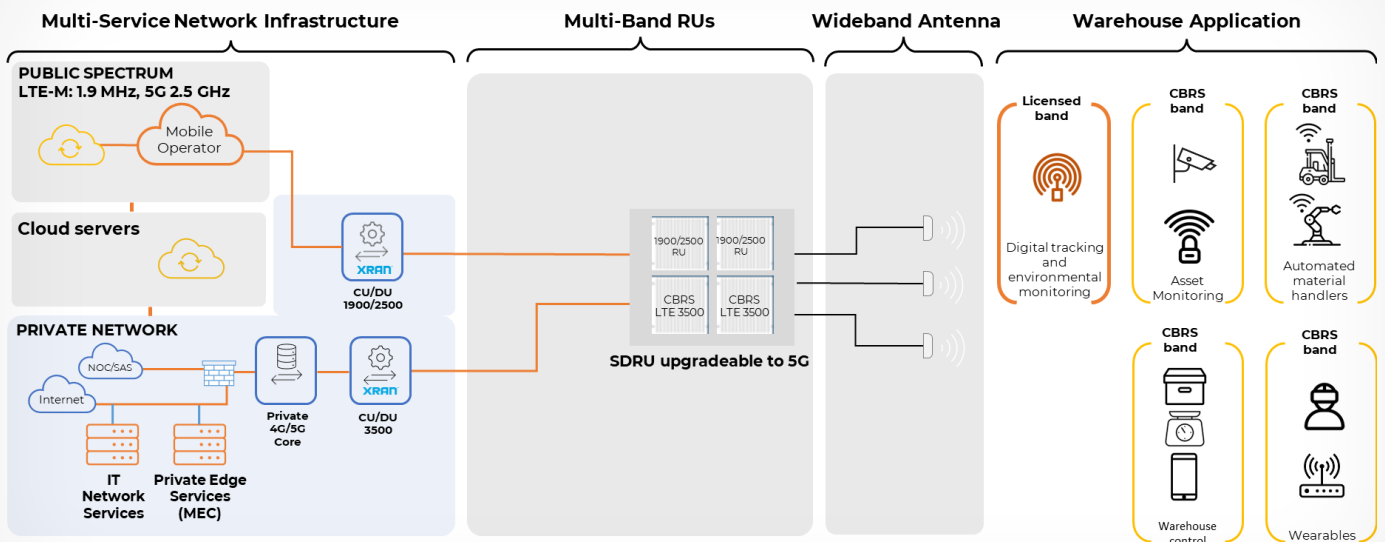 Multi-Service Network Infrastructure
Multi-Band RUs
Wideband Antenna
Warehouse Application
PUBLIC SPECTRUM
LTE-M: 1.9 MHz, 5G 2.5 GHz
Mobile
Operator
Cloud servers
XRAN
CU/DU
1900/2500
PRIVATE NETWORK
NOC/SAS
Internet
Private
4G/5G
Core
XRAN
CU/DU
3500
IT
Network
Services
Private Edge
Services
(MEC)
1900/2500
RU
1900/2500
RU
CBRS
LTE 3500
CBRS
LTE 3500
SDRU upgradeable to 5G
Licensed
band
Digital tracking
and
environmental
monitoring
CBRS
band
Asset
Monitoring
CBRS
band
Automated
material
handlers
CBRS
band
Warehouse
control
CBRS
band
Wearables